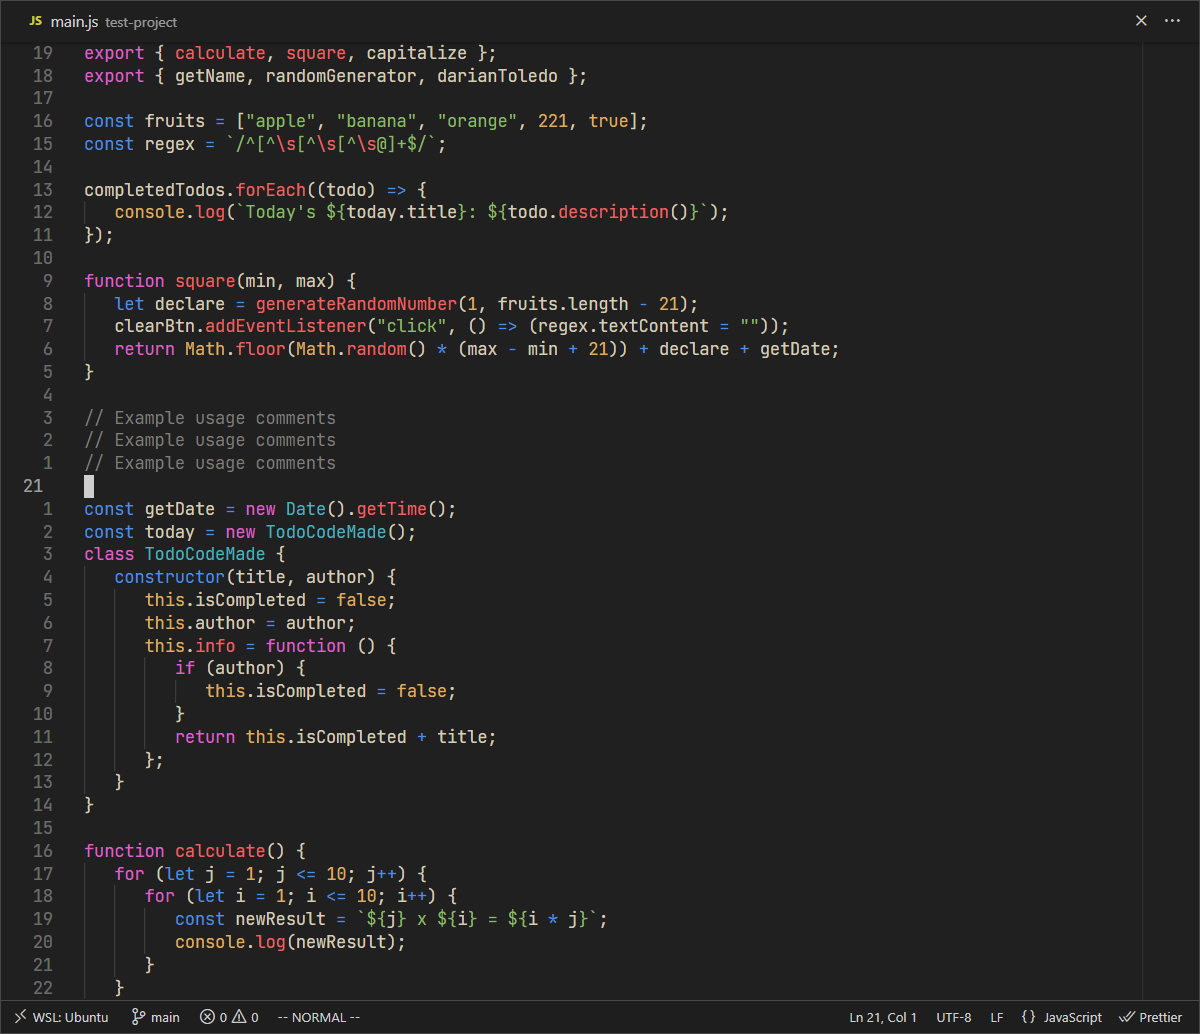 JS main.js test-project
19 export { calculate, square, capitalize };
18 export { getName, randomGenerator, darianToledo };
17
16 const fruits = ["apple", "banana", "orange", 221, true];
15 const regex = `/^[^\s[^\s[^\s@]+$/`;
14
13 completedTodos.forEach((todo) => {
12 console.log(`Today's ${today.title}: ${todo.description()}`);
11 });
10
9 function square(min, max) {
8 let declare = generateRandomNumber(1, fruits.length - 21);
7 clearBtn.addEventListener("click", () => (regex.textContent = ""));
6 return Math.floor(Math.random() * (max - min + 21)) + declare + getDate;
5 }
4
3 // Example usage comments
2 // Example usage comments
1 // Example usage comments
21
1 const getDate = new Date().getTime();
2 const today = new TodoCodeMade();
3 class TodoCodeMade {
4 constructor(title, author) {
5 this.isCompleted = false;
6 this.author = author;
7 this.info = function () {
8 if (author) {
9 this.isCompleted = false;
10 }
11 return this.isCompleted + title;
12 };
13 }
14 }
15
16 function calculate() {
17 for (let j = 1; j <= 10; j++) {
18 for (let i = 1; i <= 10; i++) {
19 const newResult = `${j} x ${i} = ${i * j}`;
20 console.log(newResult);
21 }
22 }
WSL: Ubuntu main 0 0 -- NORMAL -- Ln 21, Col 1 UTF-8 LF {} JavaScript Prettier